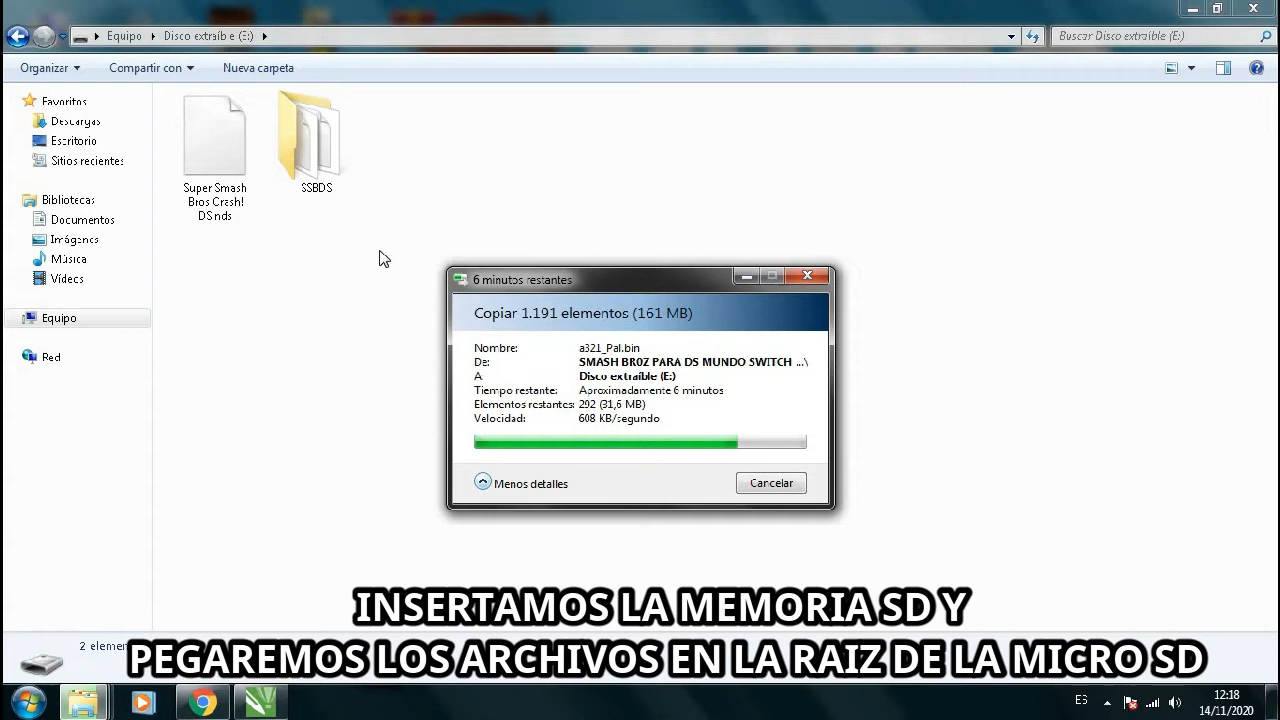 Equipo
Disco extraíble (E:)
Buscar Disco extraíble (E:)
Organizar
Compartir con
Nueva carpeta
Favoritos
Descargas
Escritorio
Sitios recientes
Bibliotecas
Documentos
Imágenes
Música
Vídeos
Equipo
Red
Super Smash
Bros Crash!
DS.nds
SSBDS
6 minutos restantes
Copiar 1.191 elementos (161 MB)
Nombre: a321_Pal.bin
De: SMASH BR0Z PARA DS MUNDO SWITCH ...\
A Disco extraíble (E:)
Tiempo restante: Aproximadamente 6 minutos
Elementos restantes: 292 (31,6 MB)
Velocidad: 608 KB/segundo
Menos detalles
Cancelar
INSERTAMOS LA MEMORIA SD Y
2 elemen
PEGAREMOS LOS ARCHIVOS EN LA RAIZ DE LA MICRO SD
ES
12:18
14/11/2020